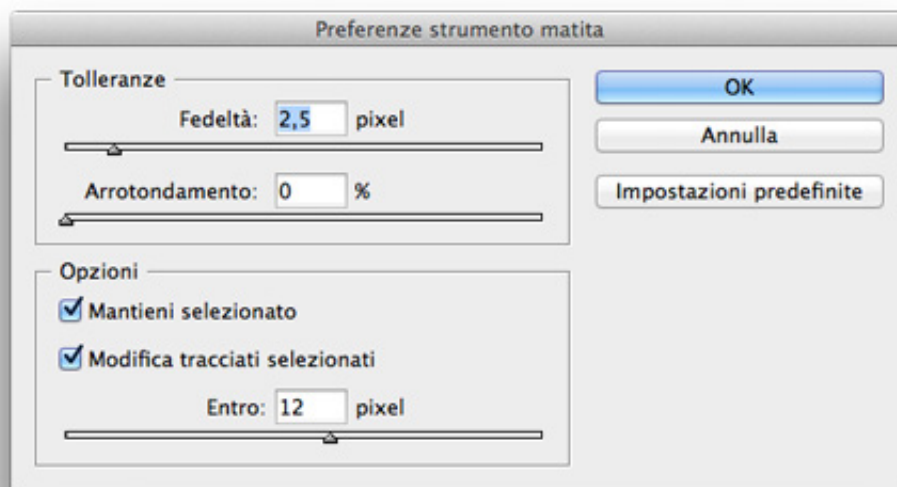 Preferenze strumento matita
Tolleranze
Fedeltà: 2,5 pixel
Arrotondamento: 0 %
Opzioni
Mantieni selezionato
Modifica tracciati selezionati
Entro: 12 pixel
OK
Annulla
Impostazioni predefinite